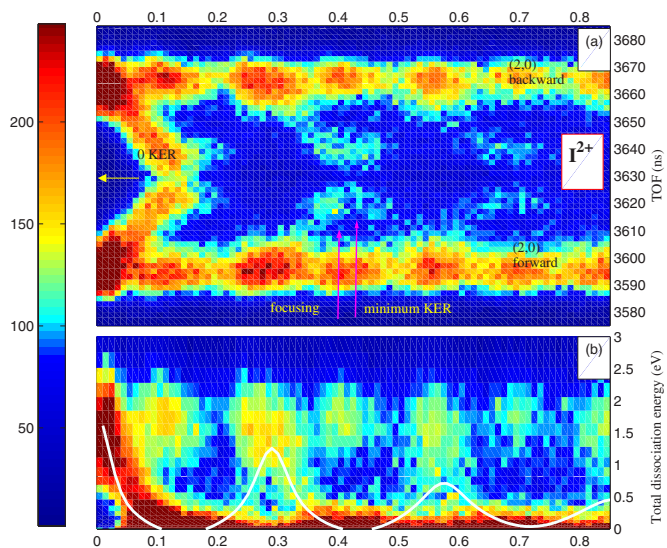 0 0.1 0.2 0.3 0.4 0.5 0.6 0.7 0.8
(a)
(2,0)
backward
0 KER
I2+
(2,0)
forward
focusing
minimum KER
3680
3670
3660
3650
3640
3630
3620
3610
3600
3590
3580
TOF (ns)
200
150
100
50
(b)
3
2.5
2
1.5
1
0.5
0
Total dissociation energy (eV)
0 0.1 0.2 0.3 0.4 0.5 0.6 0.7 0.8